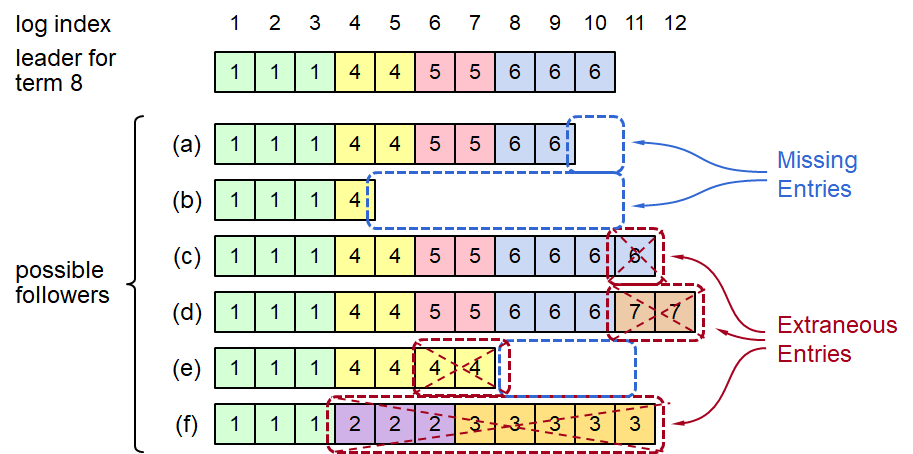 log index 1 2 3 4 5 6 7 8 9 10 11 12
leader for
term 8
1 1 1 4 4 5 5 6 6 6
possible
followers
(a) 1 1 1 4 4 5 5 6 6
Missing
Entries
(b) 1 1 1 4
(c) 1 1 1 4 4 5 5 6 6 6 6
(d) 1 1 1 4 4 5 5 6 6 6 7 7
Extraneous
Entries
(e) 1 1 1 4 4 4 4
(f) 1 1 1 2 2 2 3 3 3 3 3